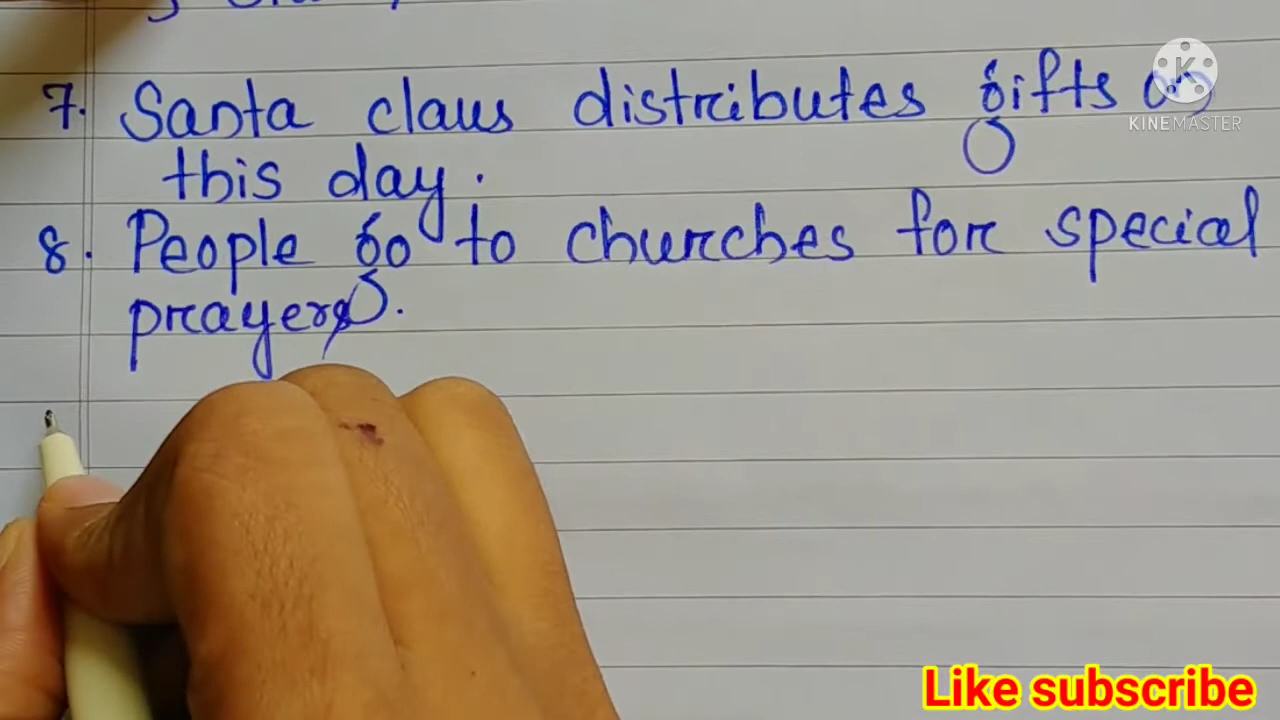 7. Santa claus distributes gifts on
KINEMASTER
this day.
8. People go to churches for special
prayers.
Like subscribe